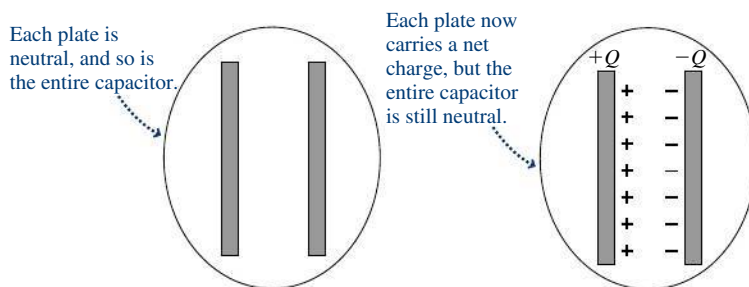 Each plate is
neutral, and so is
the entire capacitor.
Each plate now
carries a net
charge, but the
entire capacitor
is still neutral.
+Q −Q
+ −
+ −
+ −
+ −
+ −
+ −
+ −